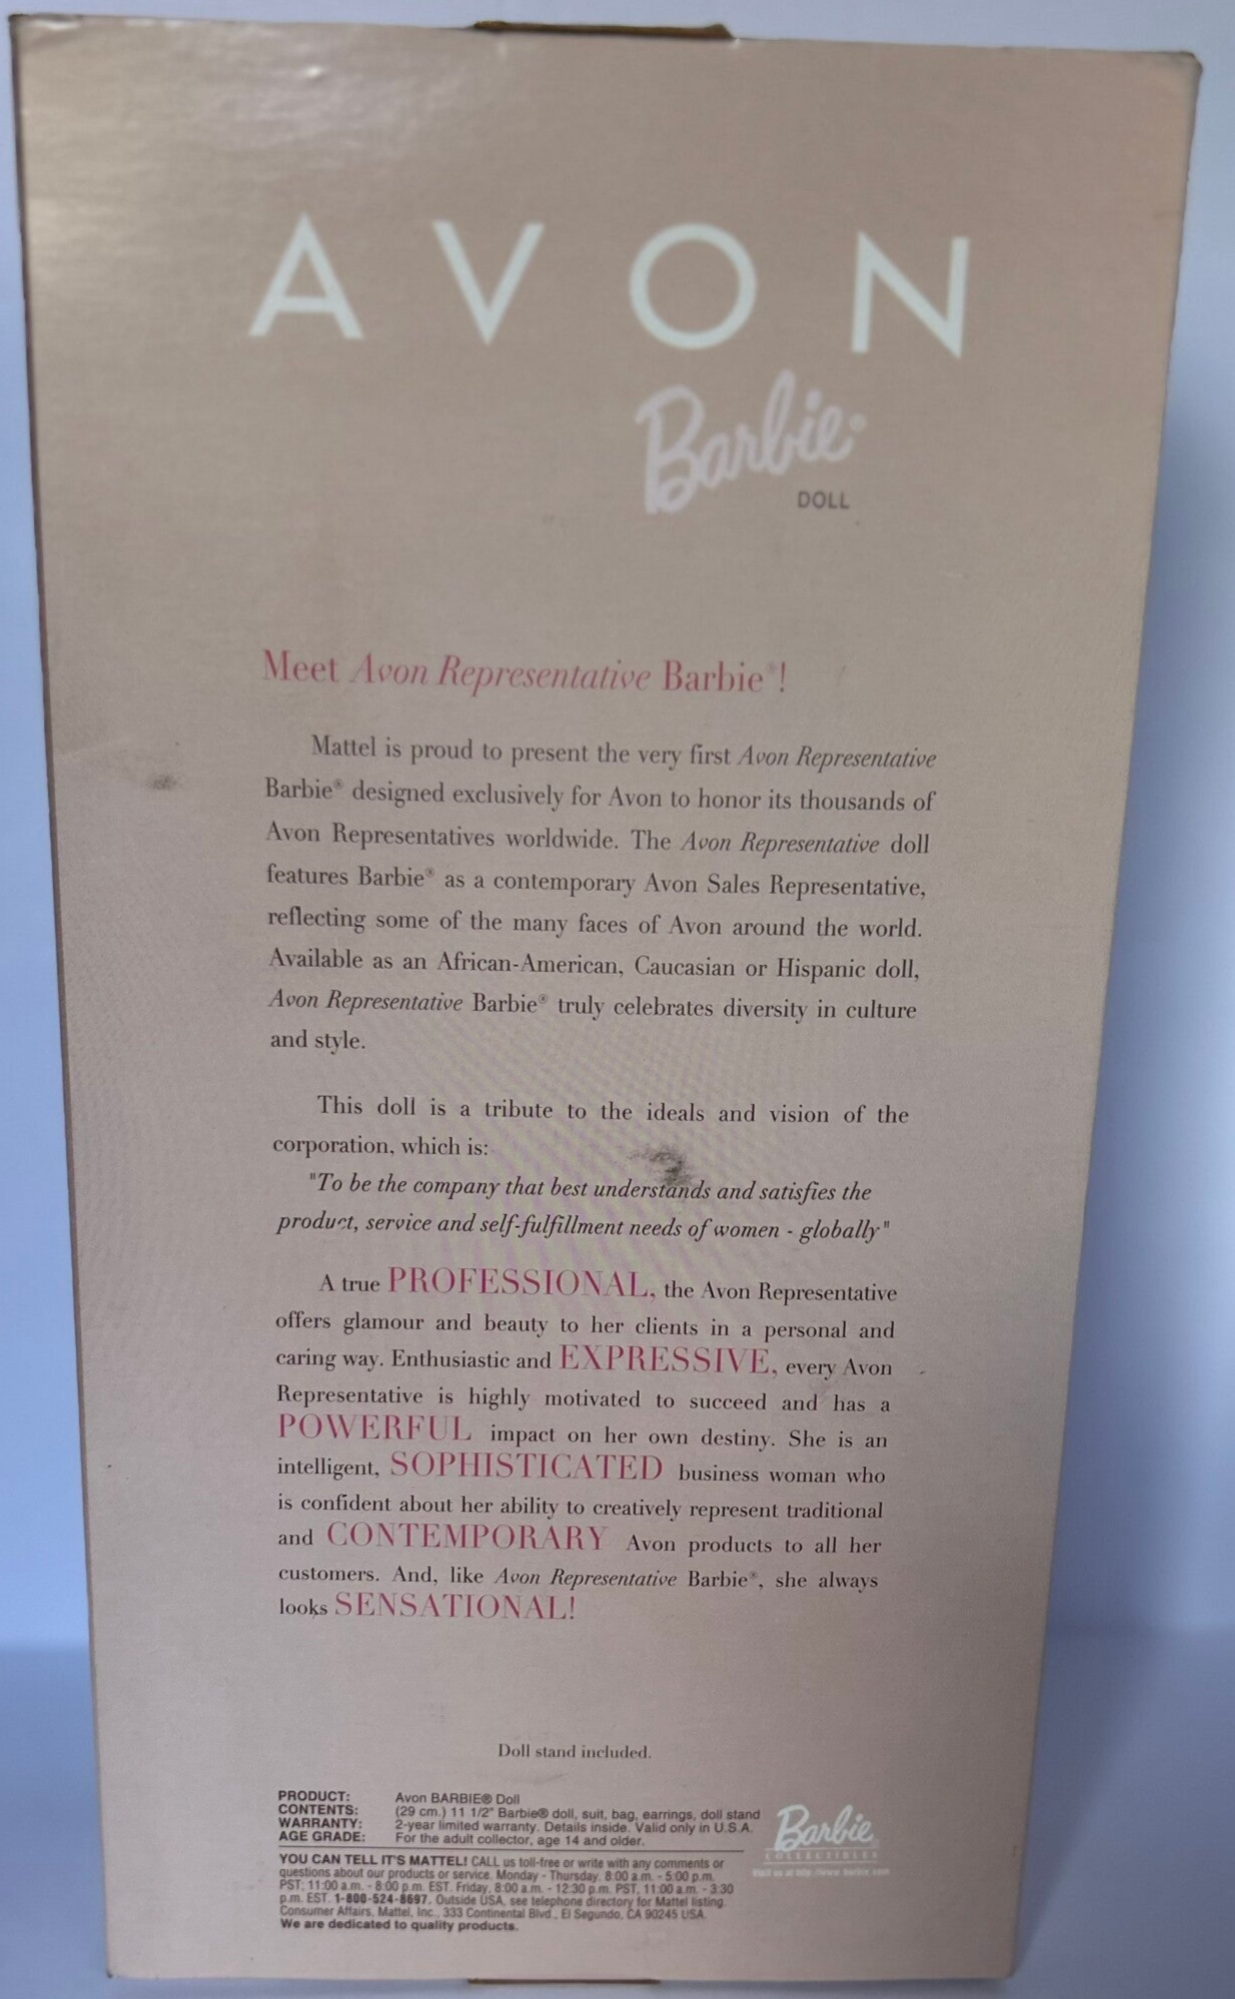 AVON
Barbie®
DOLL
Meet Avon Representative Barbie®!
Mattel is proud to present the very first Avon Representative
Barbie® designed exclusively for Avon to honor its thousands of
Avon Representatives worldwide. The Avon Representative doll
features Barbie® as a contemporary Avon Sales Representative,
reflecting some of the many faces of Avon around the world.
Available as an African-American, Caucasian or Hispanic doll,
Avon Representative Barbie® truly celebrates diversity in culture
and style.
This doll is a tribute to the ideals and vision of the
corporation, which is:
"To be the company that best understands and satisfies the
product, service and self-fulfillment needs of women - globally"
A true PROFESSIONAL, the Avon Representative
offers glamour and beauty to her clients in a personal and
caring way. Enthusiastic and EXPRESSIVE, every Avon
Representative is highly motivated to succeed and has a
POWERFUL impact on her own destiny. She is an
intelligent, SOPHISTICATED business woman who
is confident about her ability to creatively represent traditional
and CONTEMPORARY Avon products to all her
customers. And, like Avon Representative Barbie®, she always
looks SENSATIONAL!
Doll stand included.
PRODUCT: Avon BARBIE® Doll
CONTENTS: (29 cm.) 11 1/2" Barbie® doll, suit, bag, earrings, doll stand
WARRANTY: 2-year limited warranty. Details inside. Valid only in U.S.A.
AGE GRADE: For the adult collector, age 14 and older.
YOU CAN TELL IT'S MATTEL! CALL us toll-free or write with any comments or
questions about our products or service. Monday - Thursday. 8:00 a.m. - 5:00 p.m.
PST: 11:00 a.m. - 8:00 p.m. EST. Friday, 8:00 a.m. - 12:30 p.m. PST, 11:00 a.m. - 3:30
p.m. EST. 1-800-524-8697. Outside USA, see telephone directory for Mattel listing.
Consumer Affairs, Mattel, Inc., 333 Continental Blvd., El Segundo, CA 90245 USA.
We are dedicated to quality products.
Barbie
COLLECTIBLES
Visit us at http://www.barbie.com